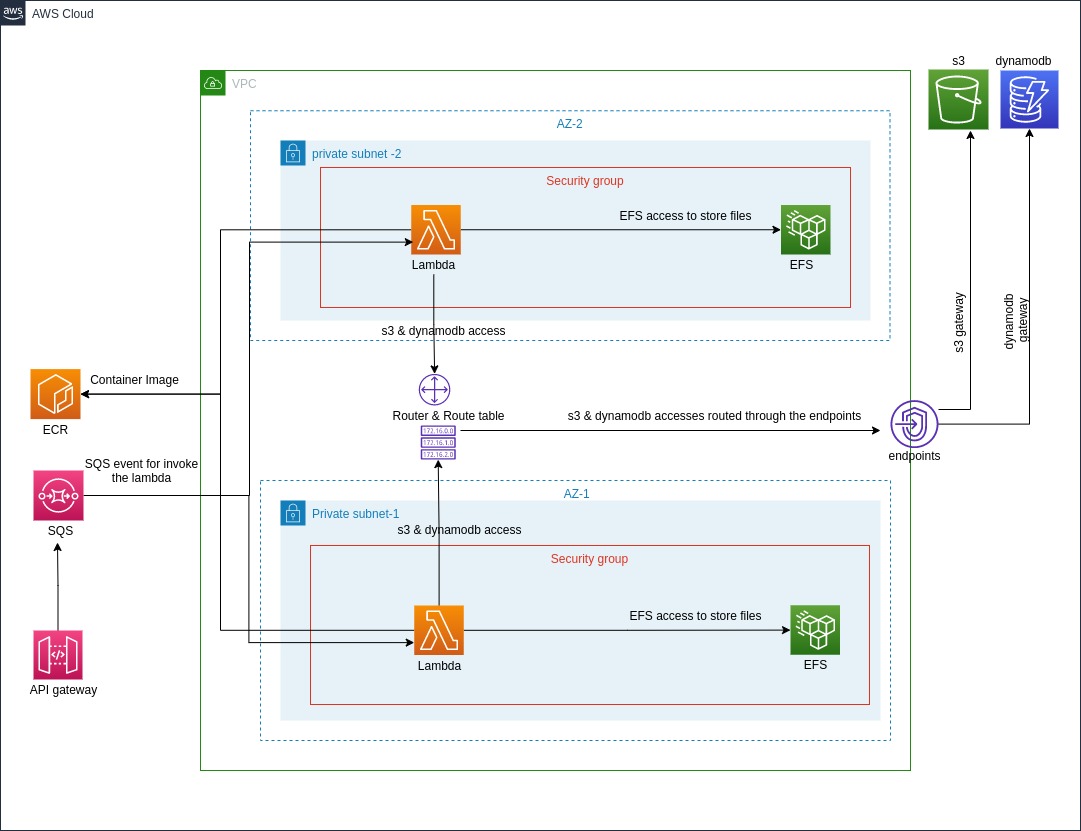 aws
AWS Cloud
s3
dynamodb
VPC
AZ-2
private subnet -2
Security group
EFS access to store files
Lambda
EFS
s3 & dynamodb access
s3 gateway
dynamodb
gateway
Container Image
ECR
Router & Route table
172.16.0.0
172.16.1.0
172.16.2.0
s3 & dynamodb accesses routed through the endpoints
endpoints
SQS event for invoke
the lambda
SQS
AZ-1
Private subnet-1
s3 & dynamodb access
Security group
EFS access to store files
Lambda
EFS
API gateway